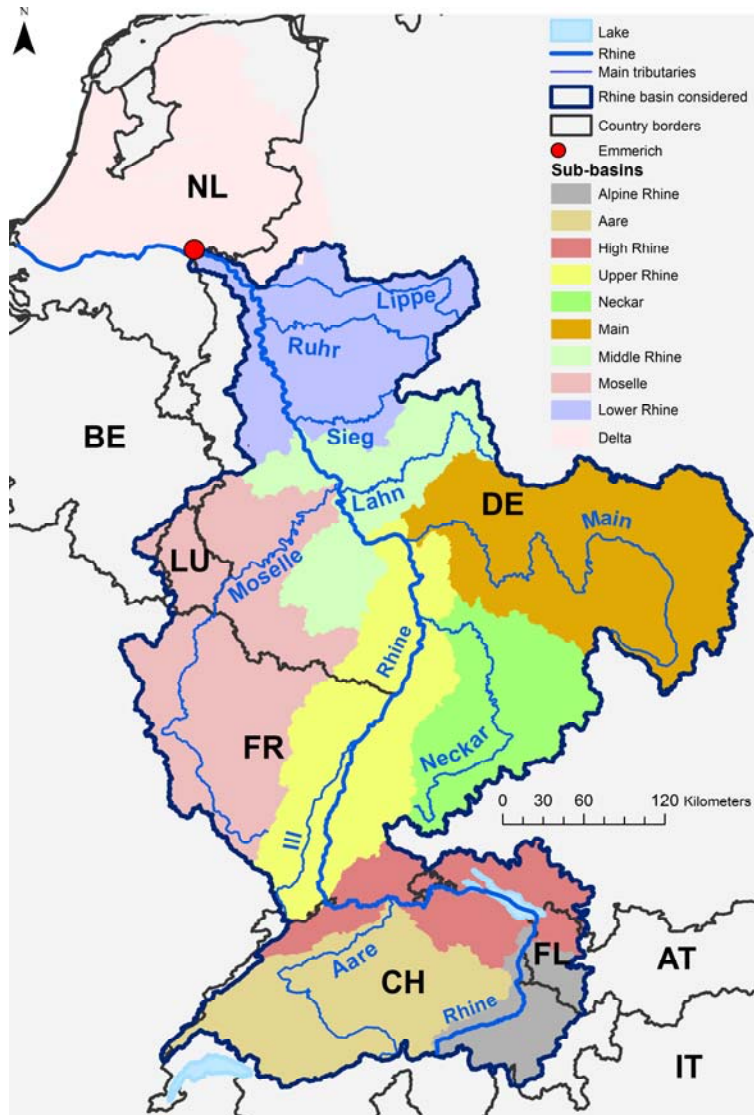 N
Lake
Rhine
Main tributaries
Rhine basin considered
Country borders
Emmerich
Sub-basins
Alpine Rhine
Aare
High Rhine
Upper Rhine
Neckar
Main
Middle Rhine
Moselle
Lower Rhine
Delta
NL
Lippe
Ruhr
BE
Sieg
Lahn
DE
Main
LU
Moselle
Rhine
FR
Neckar
0 30 60 120 Kilometers
Ill
Aare
FL
AT
CH
Rhine
IT